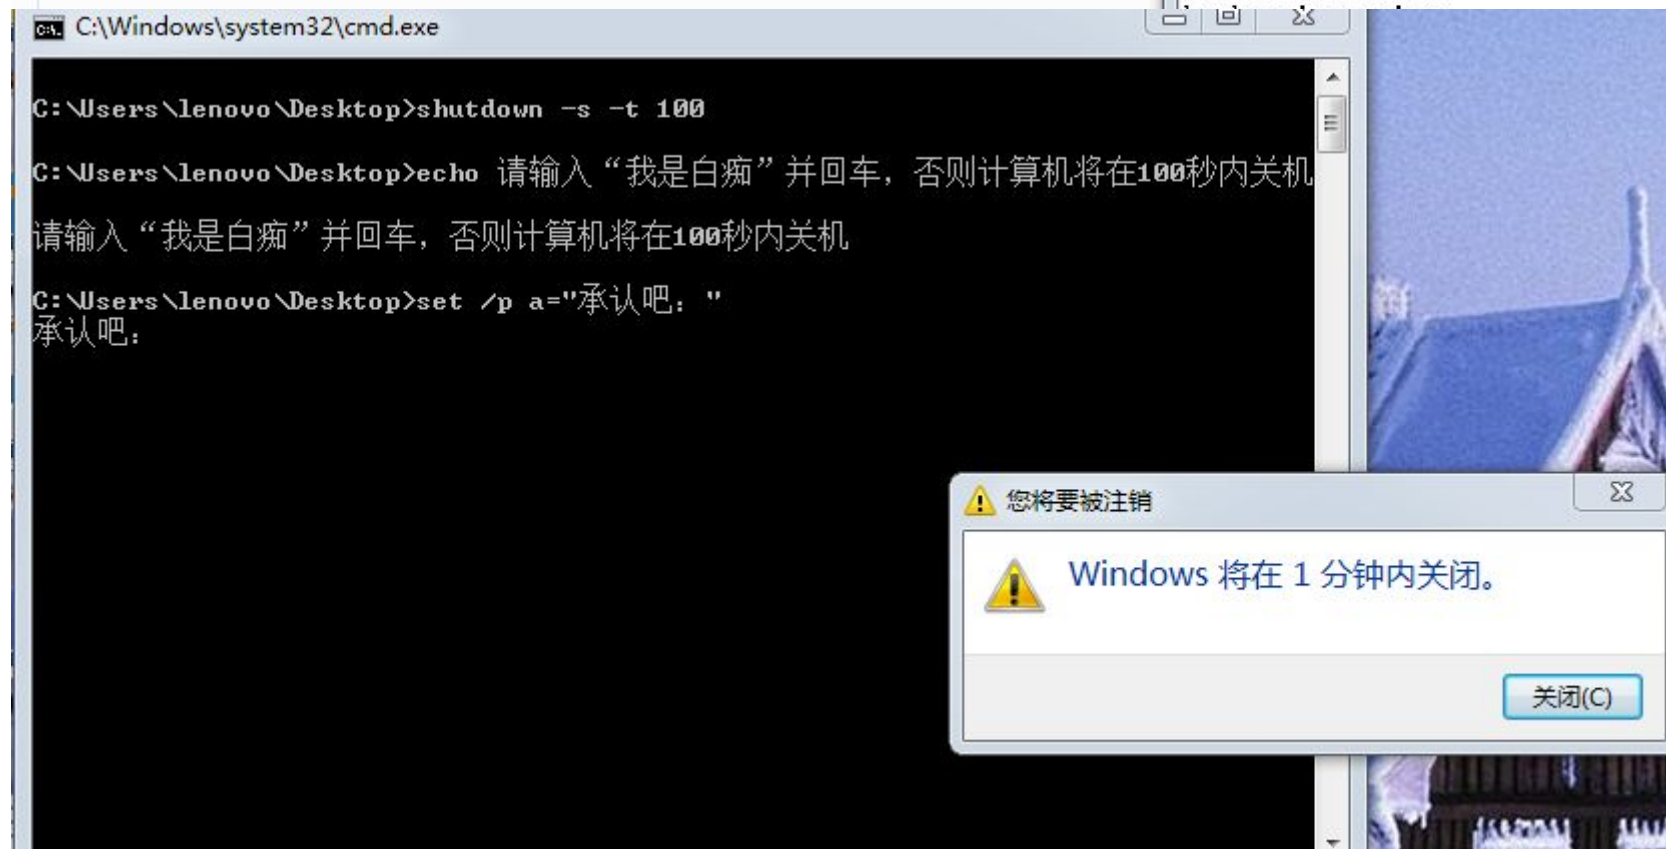 C:\Windows\system32\cmd.exe
C:\Users\lenovo\Desktop>shutdown -s -t 100
C:\Users\lenovo\Desktop>echo 请输入“我是白痴”并回车，否则计算机将在100秒内关机
请输入“我是白痴”并回车，否则计算机将在100秒内关机
C:\Users\lenovo\Desktop>set /p a="承认吧："
承认吧：
您将要被注销
Windows 将在 1 分钟内关闭。
关闭(C)